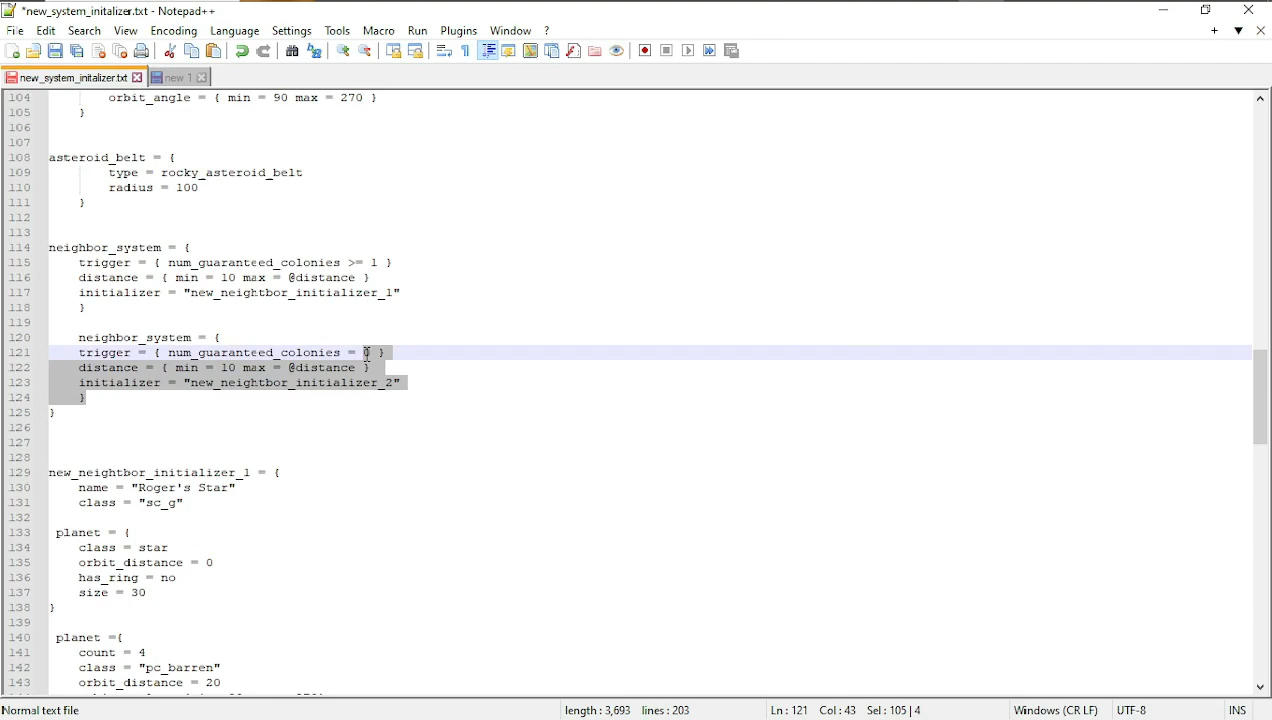 *new_system_initalizer.txt - Notepad++
File Edit Search View Encoding Language Settings Tools Macro Run Plugins Window ?
new_system_initalizer.txt new 1
104 orbit_angle = { min = 90 max = 270 }
105 }
106
107
108 asteroid_belt = {
109 type = rocky_asteroid_belt
110 radius = 100
111 }
112
113
114 neighbor_system = {
115 trigger = { num_guaranteed_colonies >= 1 }
116 distance = { min = 10 max = @distance }
117 initializer = "new_neightbor_initializer_1"
118 }
119
120 neighbor_system = {
121 trigger = { num_guaranteed_colonies = 0 }
122 distance = { min = 10 max = @distance }
123 initializer = "new_neightbor_initializer_2"
124 }
125 }
126
127
128
129 new_neightbor_initializer_1 = {
130 name = "Roger's Star"
131 class = "sc_g"
132
133 planet = {
134 class = star
135 orbit_distance = 0
136 has_ring = no
137 size = 30
138 }
139
140 planet ={
141 count = 4
142 class = "pc_barren"
143 orbit_distance = 20
Normal text file length : 3,693 lines : 203 Ln : 121 Col : 43 Sel : 105 | 4 Windows (CR LF) UTF-8 INS